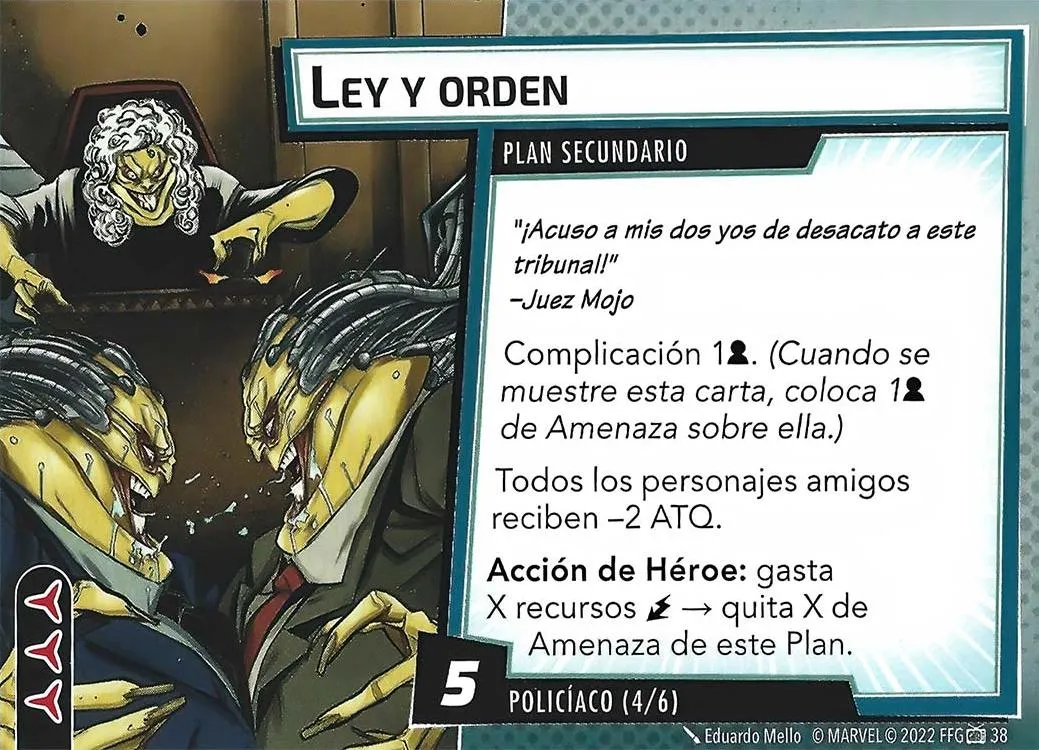 LEY Y ORDEN
PLAN SECUNDARIO
"¡Acuso a mis dos yos de desacato a este
tribunal!"
–Juez Mojo
Complicación 1. (Cuando se
muestre esta carta, coloca 1
de Amenaza sobre ella.)
Todos los personajes amigos
reciben –2 ATQ.
Acción de Héroe: gasta
X recursos → quita X de
Amenaza de este Plan.
5
POLICÍACO (4/6)
Eduardo Mello © MARVEL © 2022 FFG 38